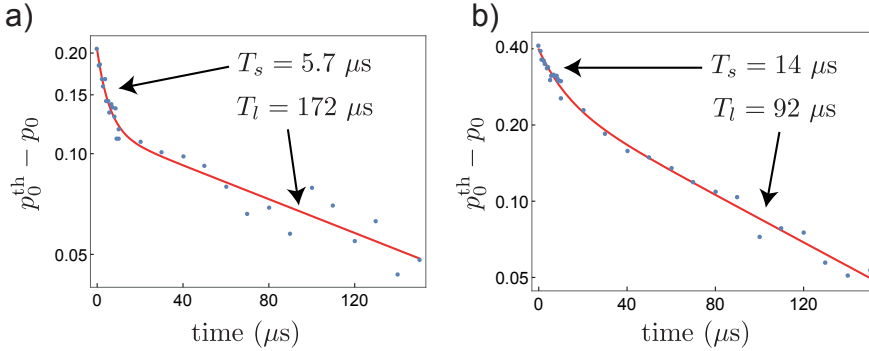 a)
0.20
0.15
0.10
0.05
p_0^th − p_0
T_s = 5.7 μs
T_l = 172 μs
0
40
80
120
time (μs)
b)
0.40
0.20
0.10
0.05
p_0^th − p_0
T_s = 14 μs
T_l = 92 μs
0
40
80
120
time (μs)